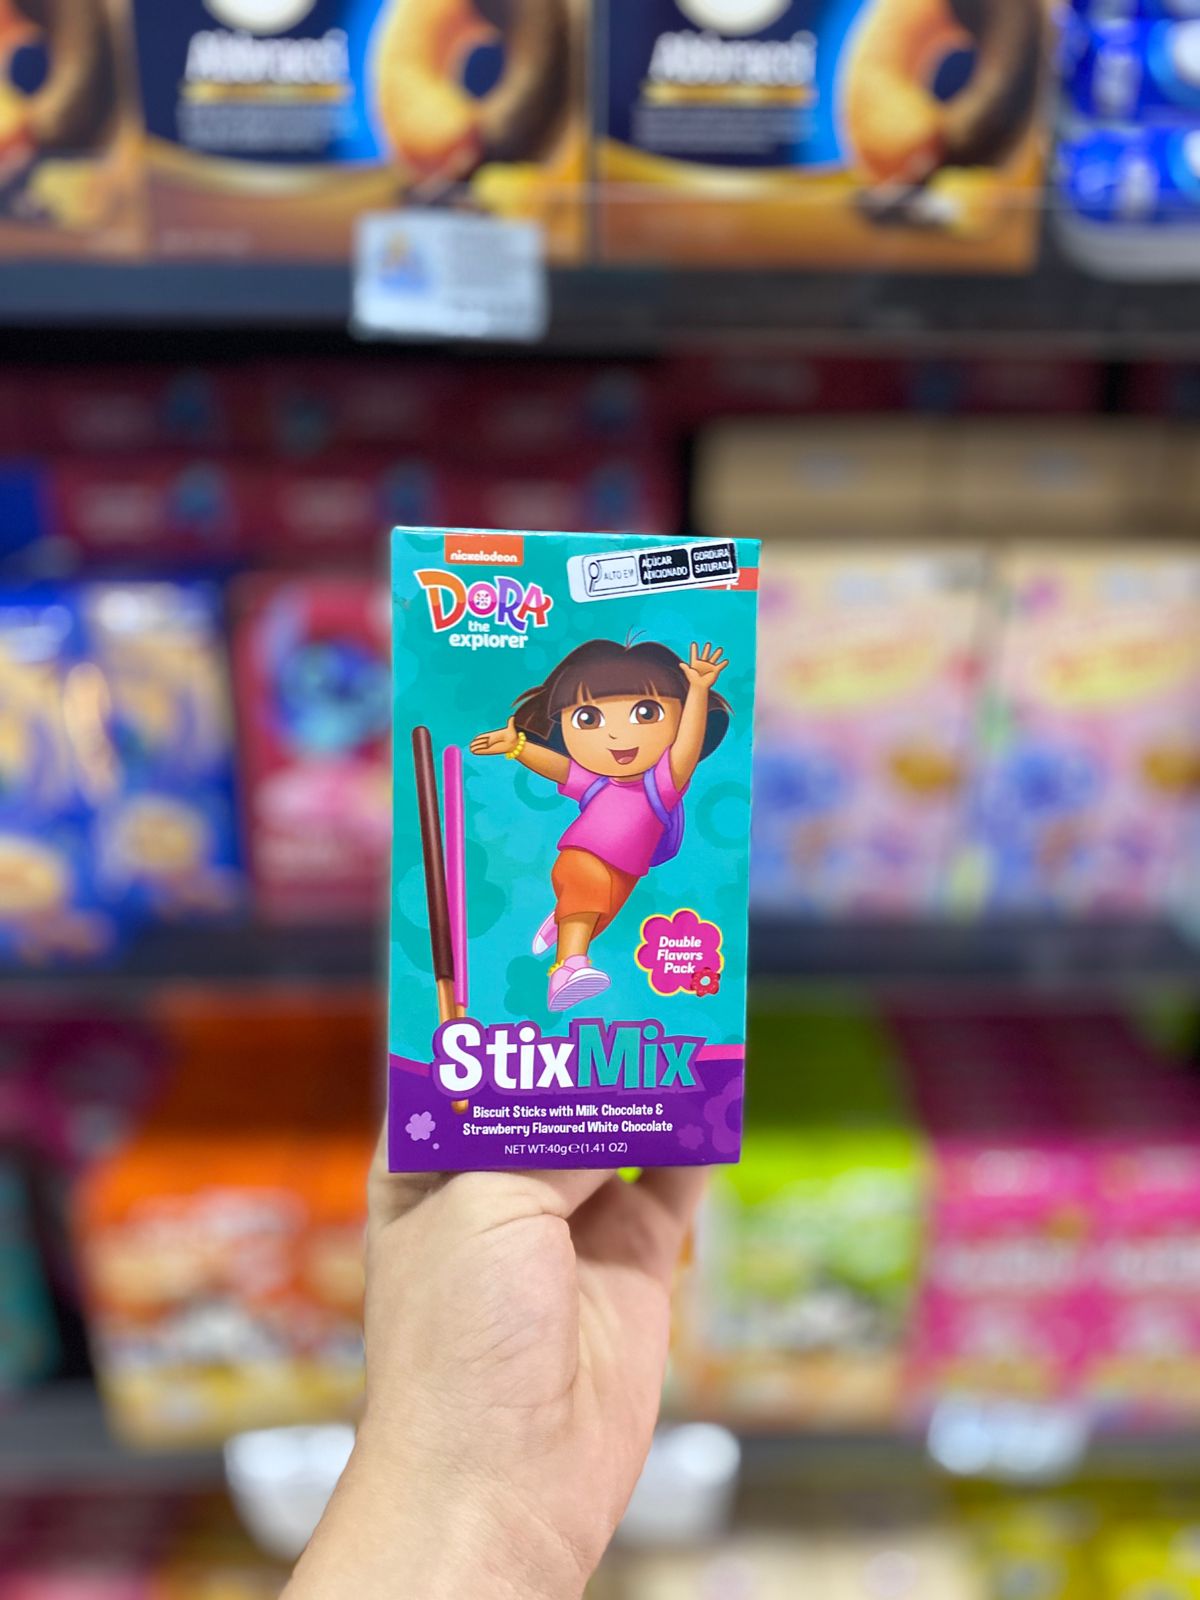 nickelodeon
DORA
the
explorer
ALTO EM
AÇÚCAR
ADICIONADO
GORDURA
SATURADA
Double
Flavors
Pack
StixMix
Biscuit Sticks with Milk Chocolate &
Strawberry Flavoured White Chocolate
NET WT:40g℮(1.41 OZ)